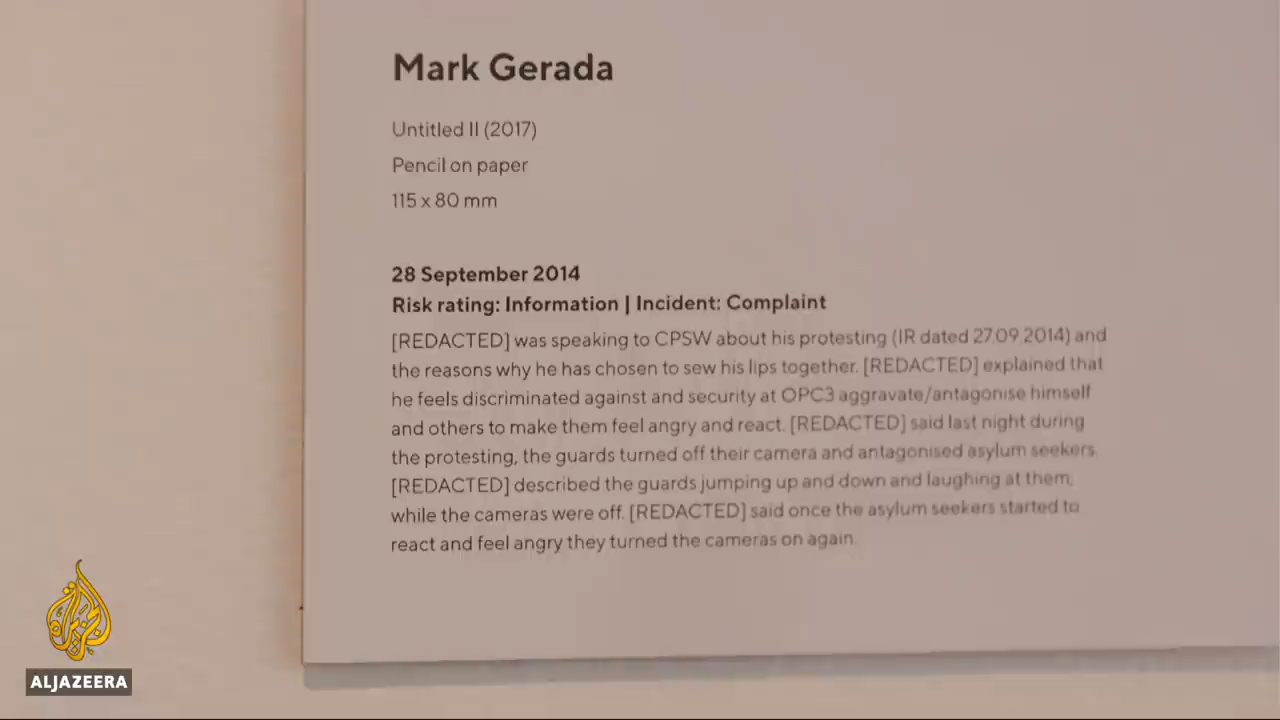 Mark Gerada
Untitled II (2017)
Pencil on paper
115 x 80 mm
28 September 2014
Risk rating: Information | Incident: Complaint
[REDACTED] was speaking to CPSW about his protesting (IR dated 27.09.2014) and
the reasons why he has chosen to sew his lips together. [REDACTED] explained that
he feels discriminated against and security at OPC3 aggravate/antagonise himself
and others to make them feel angry and react. [REDACTED] said last night during
the protesting, the guards turned off their camera and antagonised asylum seekers.
[REDACTED] described the guards jumping up and down and laughing at them,
while the cameras were off. [REDACTED] said once the asylum seekers started to
react and feel angry they turned the cameras on again.
ALJAZEERA